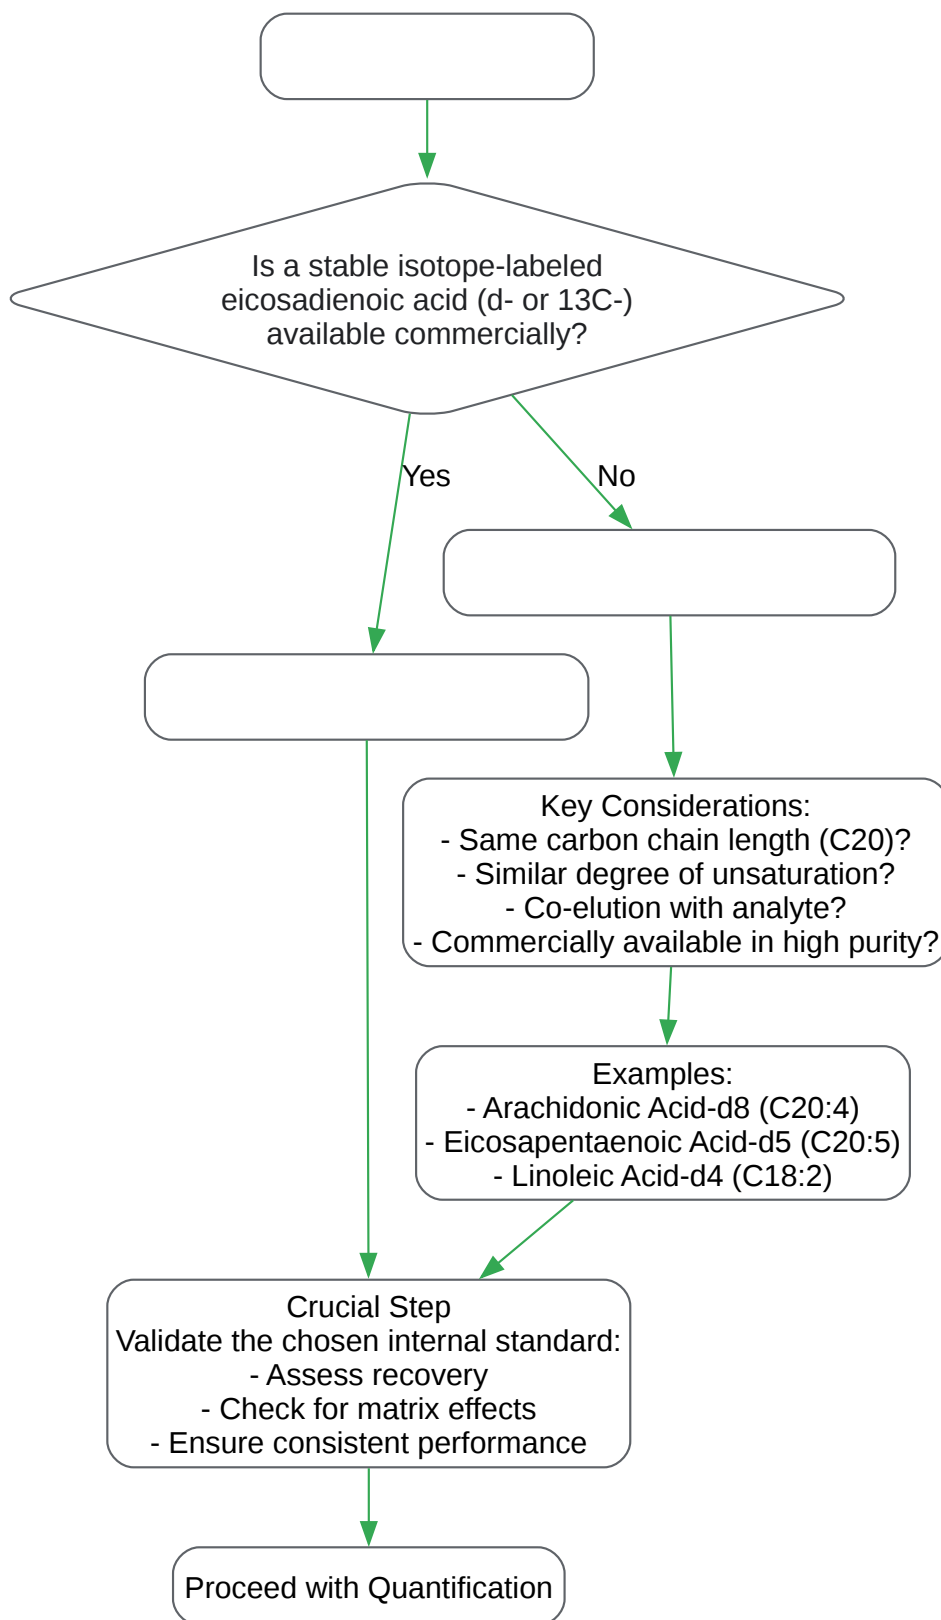 Is a stable isotope-labeled
eicosadienoic acid (d- or 13C-)
available commercially?
Yes
No
Key Considerations:
- Same carbon chain length (C20)?
- Similar degree of unsaturation?
- Co-elution with analyte?
- Commercially available in high purity?
Examples:
- Arachidonic Acid-d8 (C20:4)
- Eicosapentaenoic Acid-d5 (C20:5)
- Linoleic Acid-d4 (C18:2)
Crucial Step
Validate the chosen internal standard:
- Assess recovery
- Check for matrix effects
- Ensure consistent performance
Proceed with Quantification